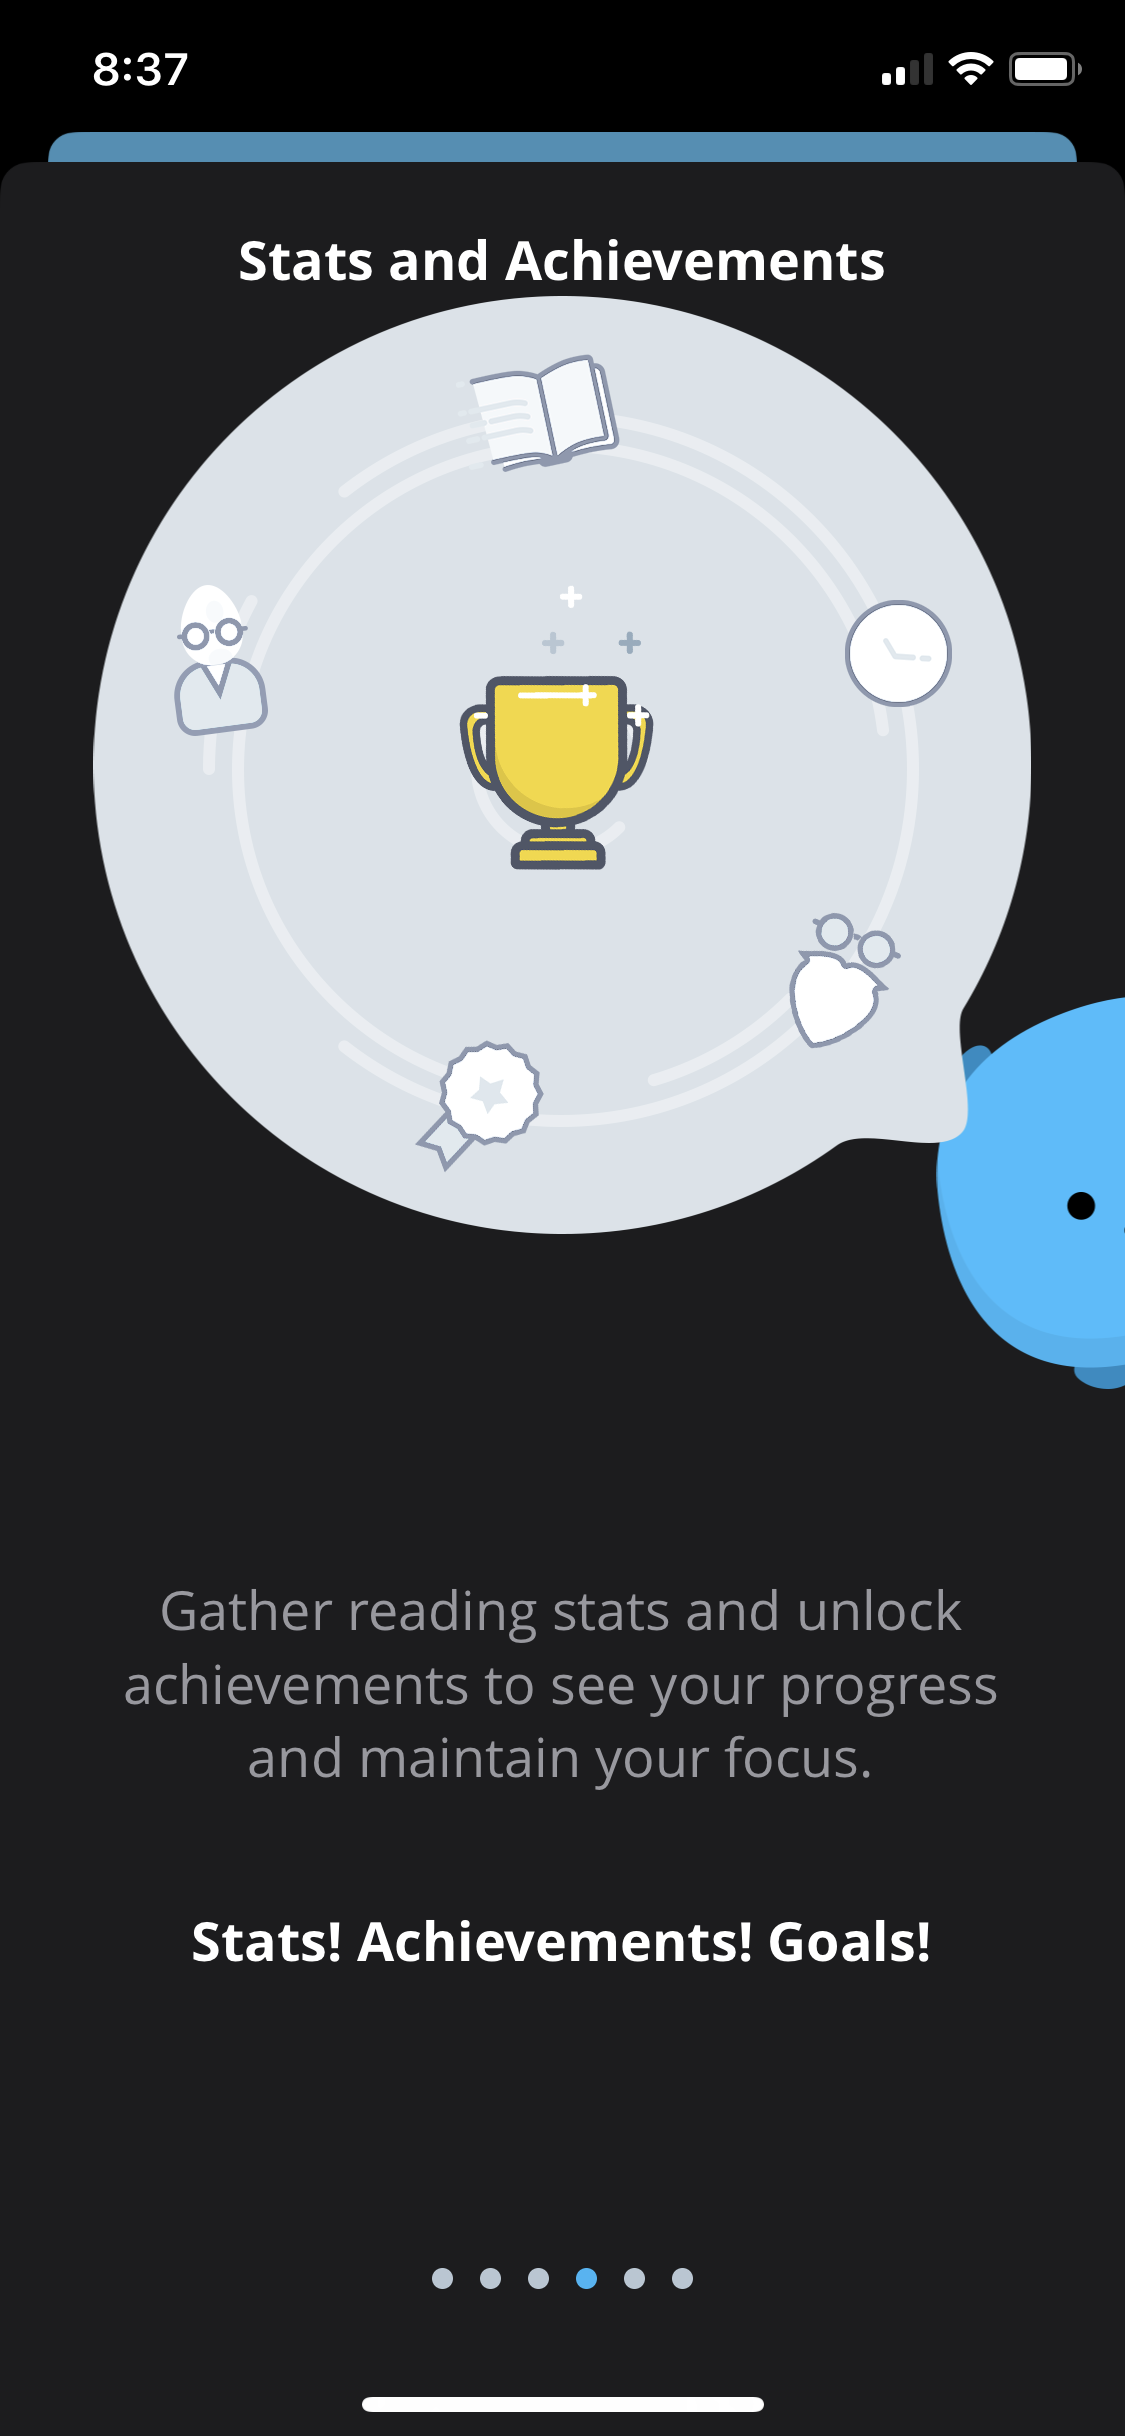 8:37
Stats and Achievements
Gather reading stats and unlock
achievements to see your progress
and maintain your focus.
Stats! Achievements! Goals!